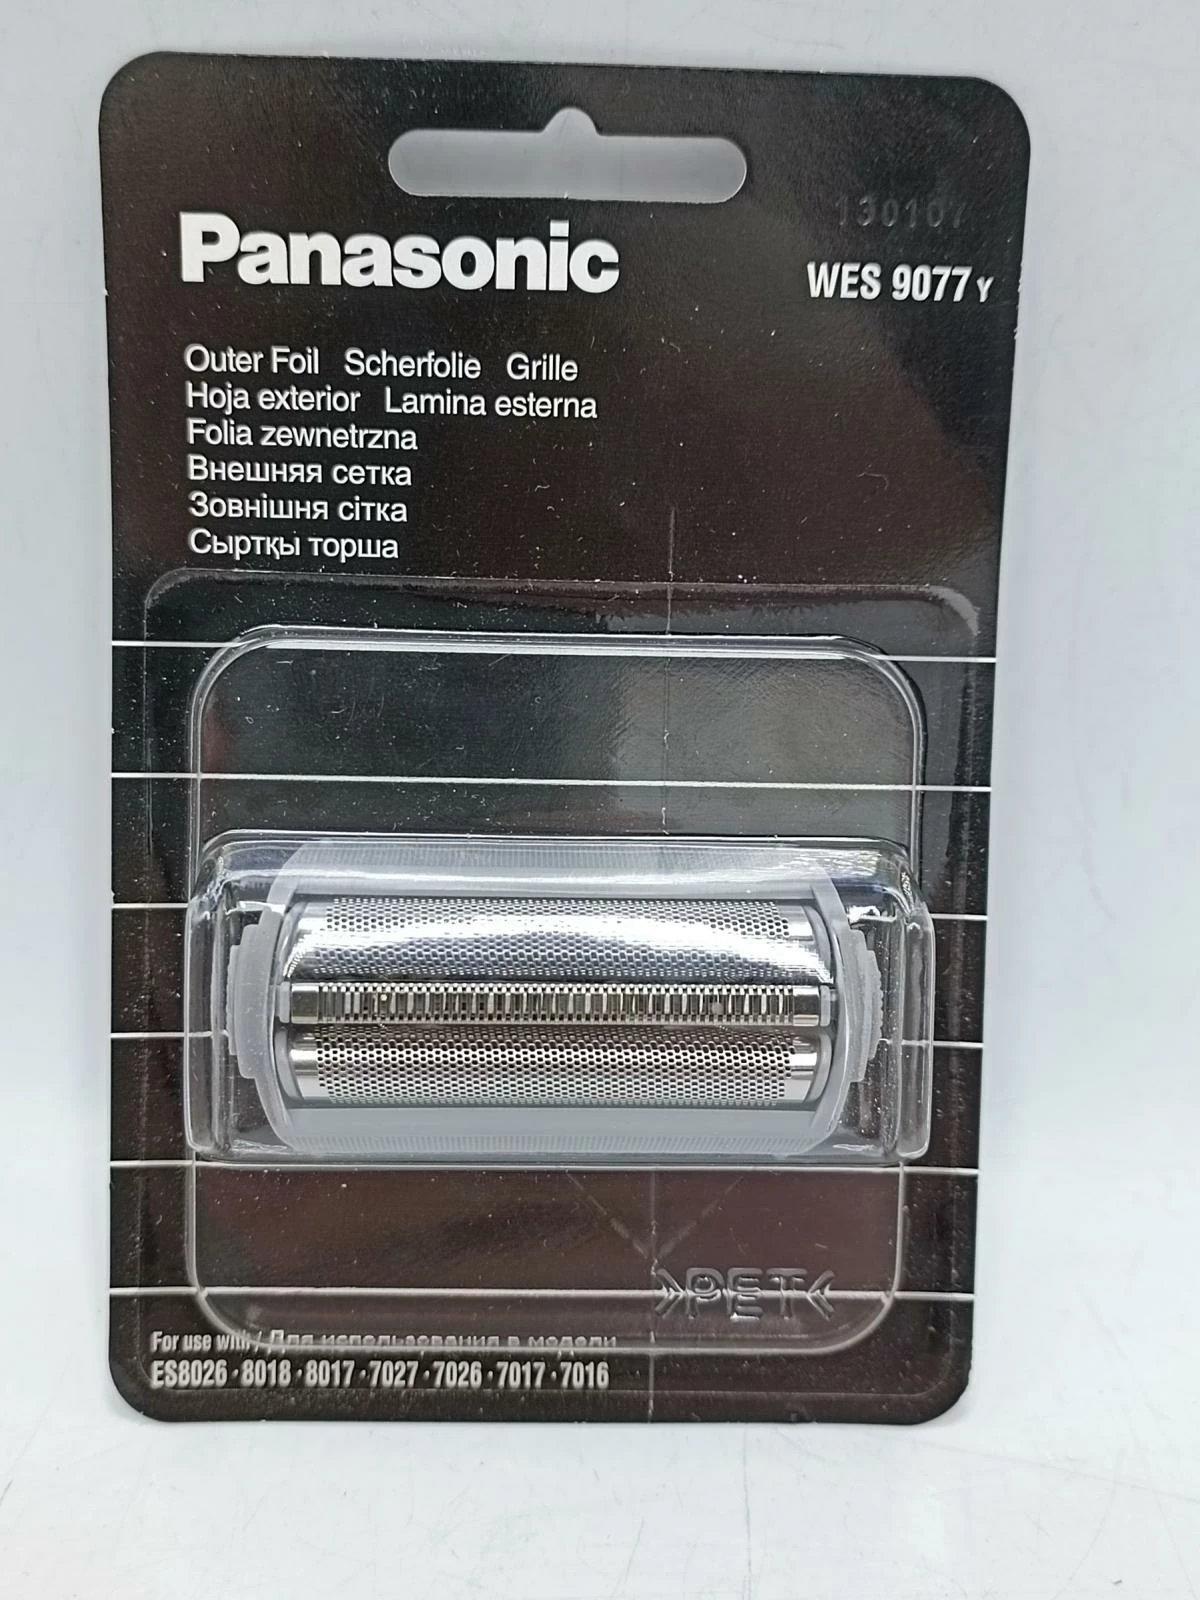 130107
Panasonic
WES 9077 Y
Outer Foil Scherfolie Grille
Hoja exterior Lamina esterna
Folia zewnetrzna
Внешняя сетка
Зовнішня сітка
Сыртқы торша
>PET<
For use with / Для использования в модели
ES8026 · 8018 · 8017 · 7027 · 7026 · 7017 · 7016